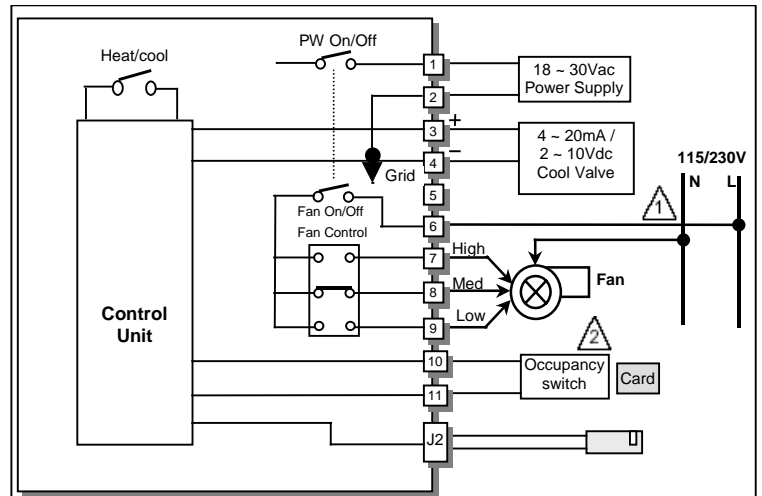 Heat/cool
PW On/Off
1
18 ~ 30Vac
Power Supply
2
3
+
4
–
4 ~ 20mA /
2 ~ 10Vdc
Cool Valve
Grid
115/230V
N L
5
1
Fan On/Off
6
Fan Control
7
High
8
Med
Fan
9
Low
Control
Unit
2
10
Occupancy
switch
Card
11
J2